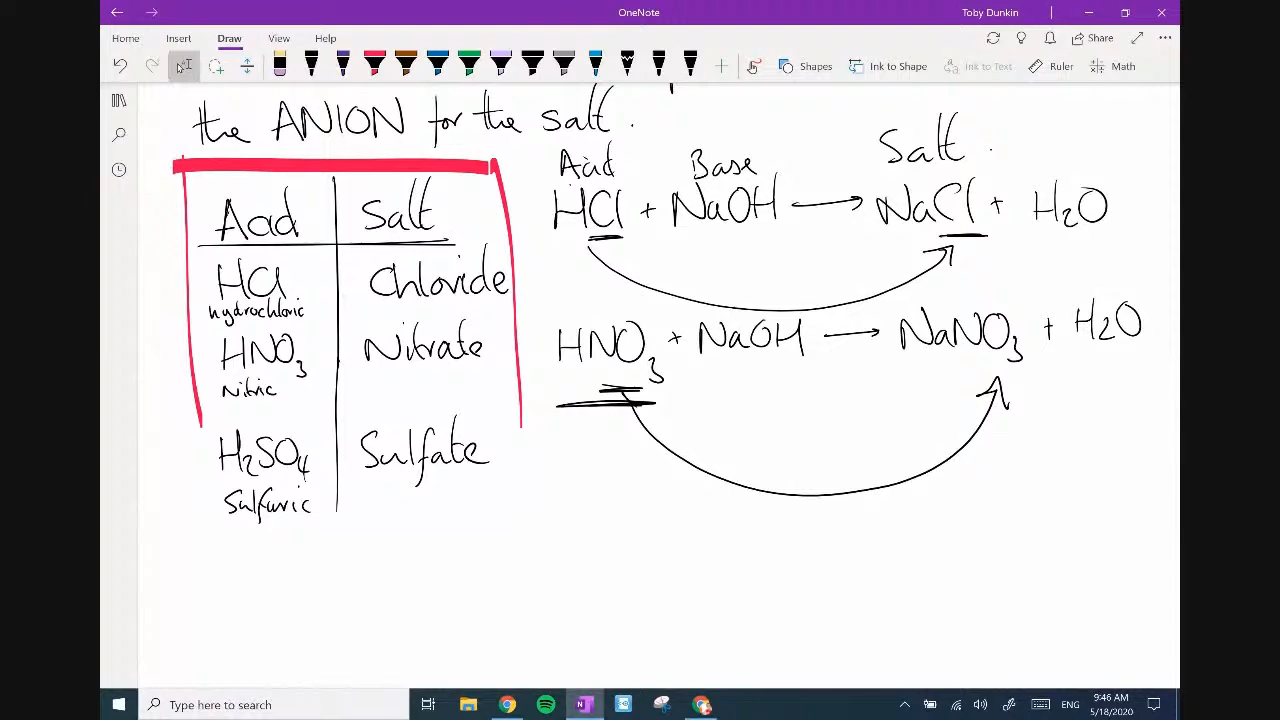 OneNote
Toby Dunkin
Home Insert Draw View Help
Share
Shapes
Ink to Shape
Ink to Text
Ruler
Math
the ANION for the salt.
Acid Salt
HCl Chloride
hydrochloric
HNO3 Nitrate
Nitric
H2SO4 Sulfate
Sulfuric
Acid Base Salt
HCl + NaOH → NaCl + H2O
HNO3 + NaOH → NaNO3 + H2O
Type here to search
9:46 AM
5/18/2020